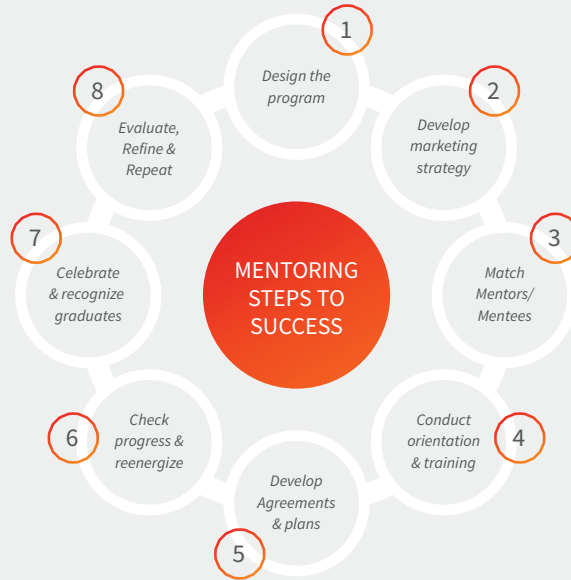 MENTORING
STEPS TO
SUCCESS
1
Design the
program
2
Develop
marketing
strategy
3
Match
Mentors/
Mentees
4
Conduct
orientation
& training
5
Develop
Agreements
& plans
6
Check
progress &
reenergize
7
Celebrate
& recognize
graduates
8
Evaluate,
Refine &
Repeat